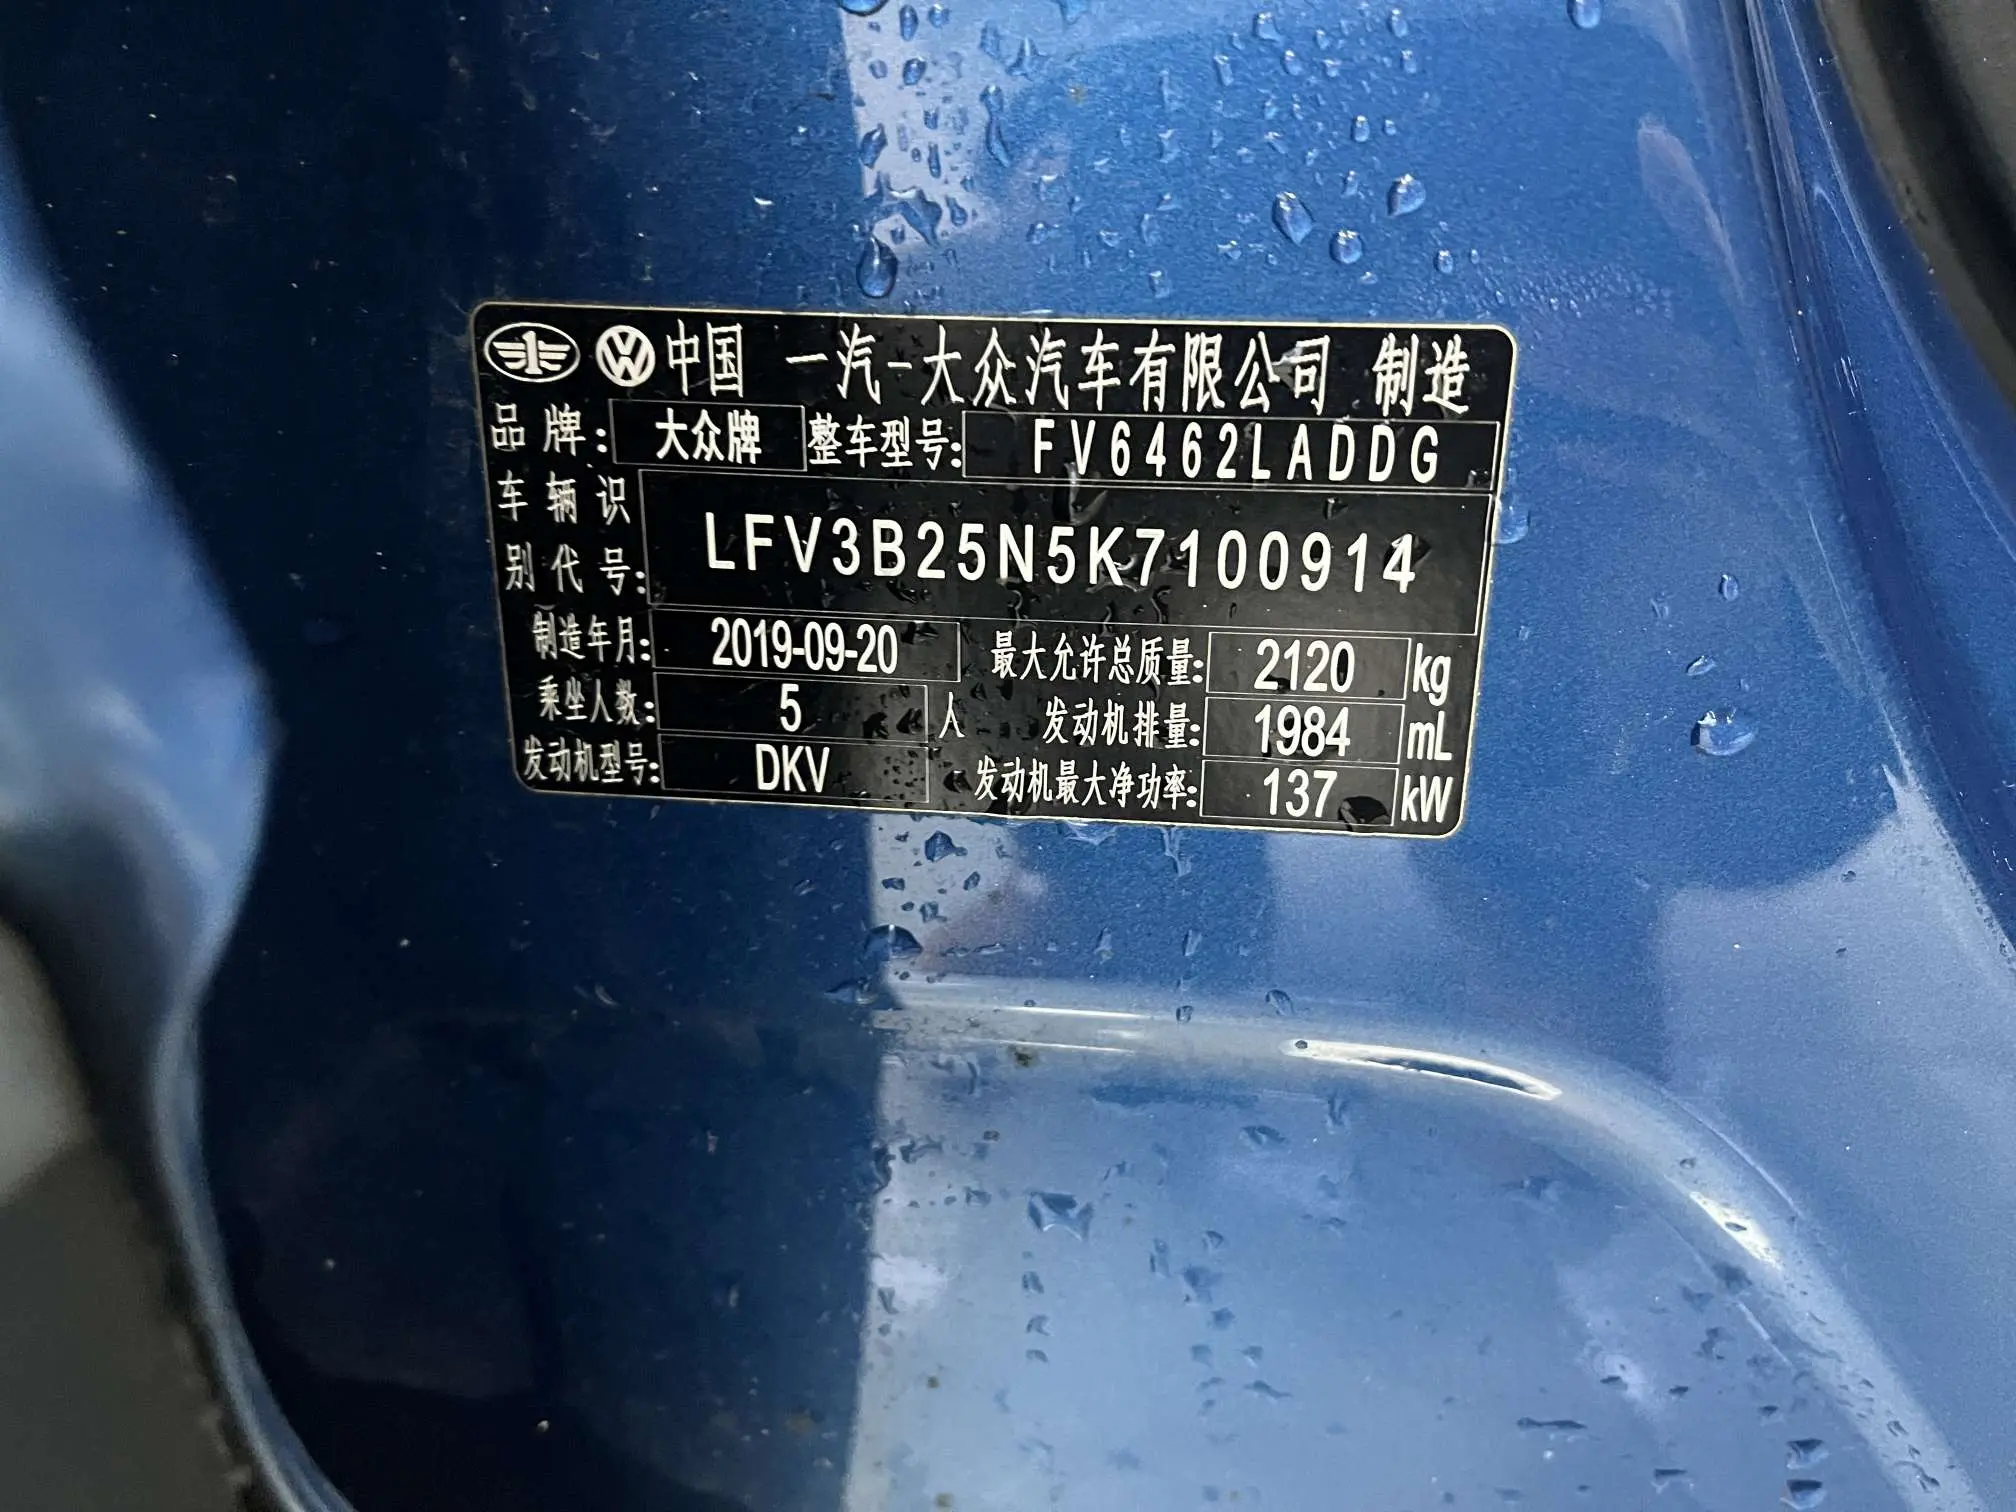 中国 一汽-大众汽车有限公司 制造
品牌: 大众牌 整车型号: FV6462LADDG
车辆识
别代号: LFV3B25N5K7100914
制造年月: 2019-09-20 最大允许总质量: 2120 kg
乘坐人数: 5 人 发动机排量: 1984 mL
发动机型号: DKV 发动机最大净功率: 137 kW